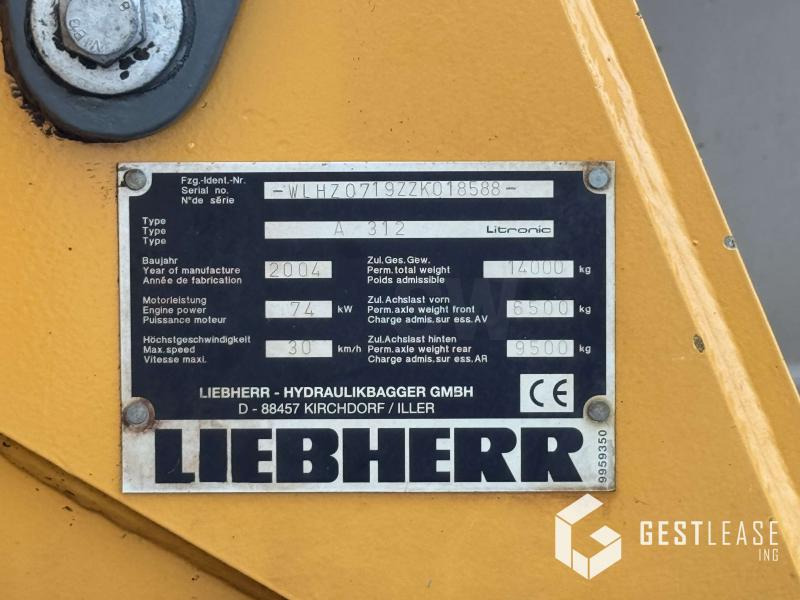 Fzg.-Ident.-Nr.
Serial no. -WLHZ0719ZZK018588-
N°de série
Type
Type A 312 Litronic
Type
Baujahr Zul.Ges.Gew.
Year of manufacture 2004 Perm.total weight 14000 kg
Année de fabrication Poids admissible
Motorleistung Zul.Achslast vorn
Engine power 74 kW Perm.axle weight front 6500 kg
Puissance moteur Charge admis.sur ess.AV
Höchstgeschwindigkeit Zul.Achslast hinten
Max.speed 30 km/h Perm.axle weight rear 9500 kg
Vitesse maxi. Charge admis.sur ess.AR
LIEBHERR - HYDRAULIKBAGGER GMBH
D - 88457 KIRCHDORF / ILLER
CE
LIEBHERR
9959350
GESTLEASE
INC